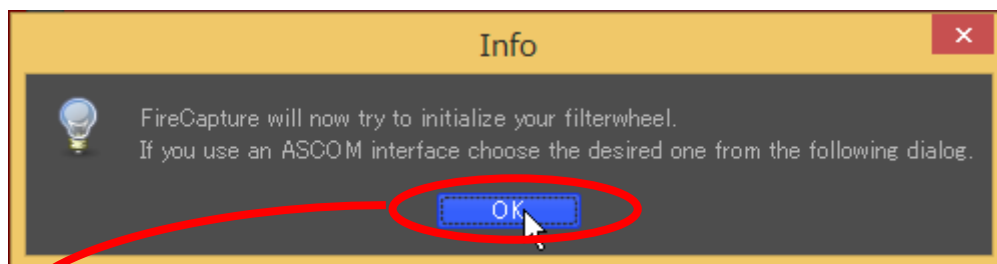 Info
FireCapture will now try to initialize your filterwheel.
If you use an ASCOM interface choose the desired one from the following dialog.
OK